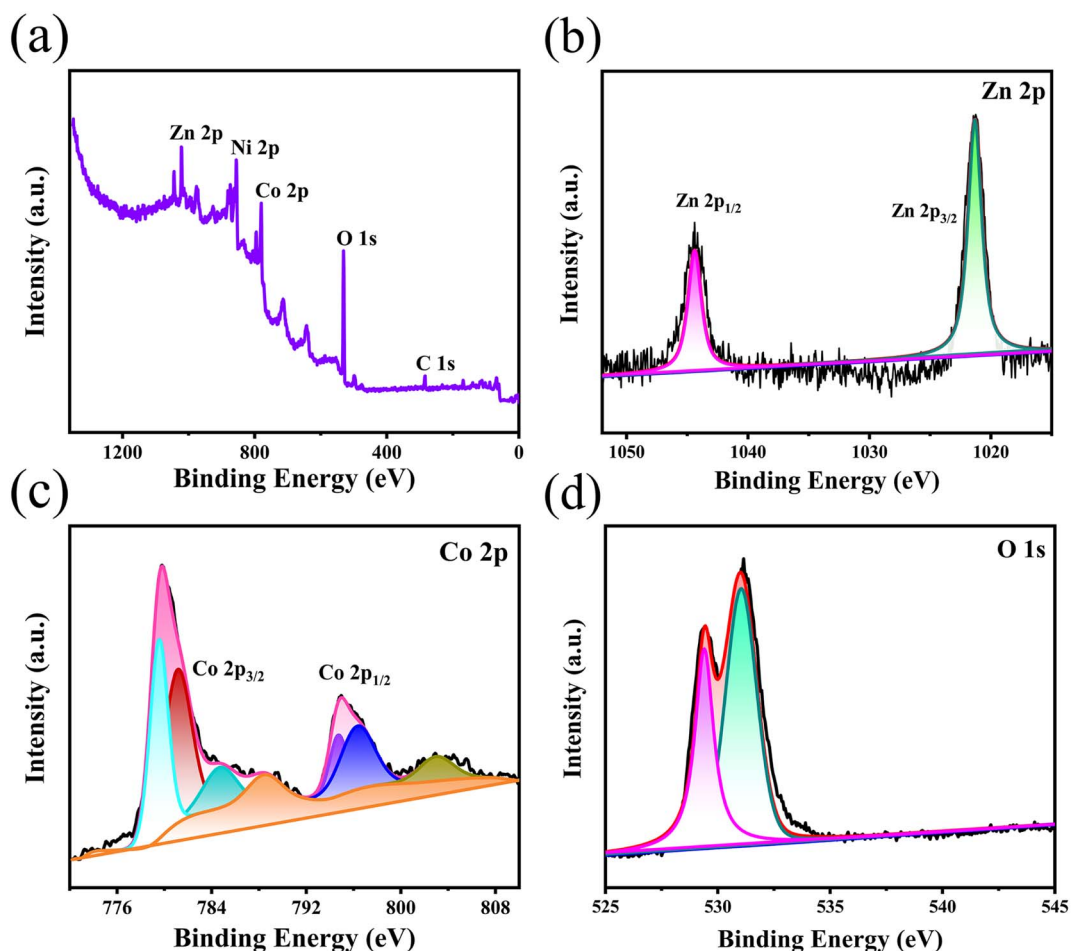 (a)
Zn 2p
Ni 2p
Co 2p
O 1s
C 1s
Intensity (a.u.)
1200 800 400 0
Binding Energy (eV)
(b)
Zn 2p
Zn 2p1/2
Zn 2p3/2
Intensity (a.u.)
1050 1040 1030 1020
Binding Energy (eV)
(c)
Co 2p
Co 2p3/2
Co 2p1/2
Intensity (a.u.)
776 784 792 800 808
Binding Energy (eV)
(d)
O 1s
Intensity (a.u.)
525 530 535 540 545
Binding Energy (eV)